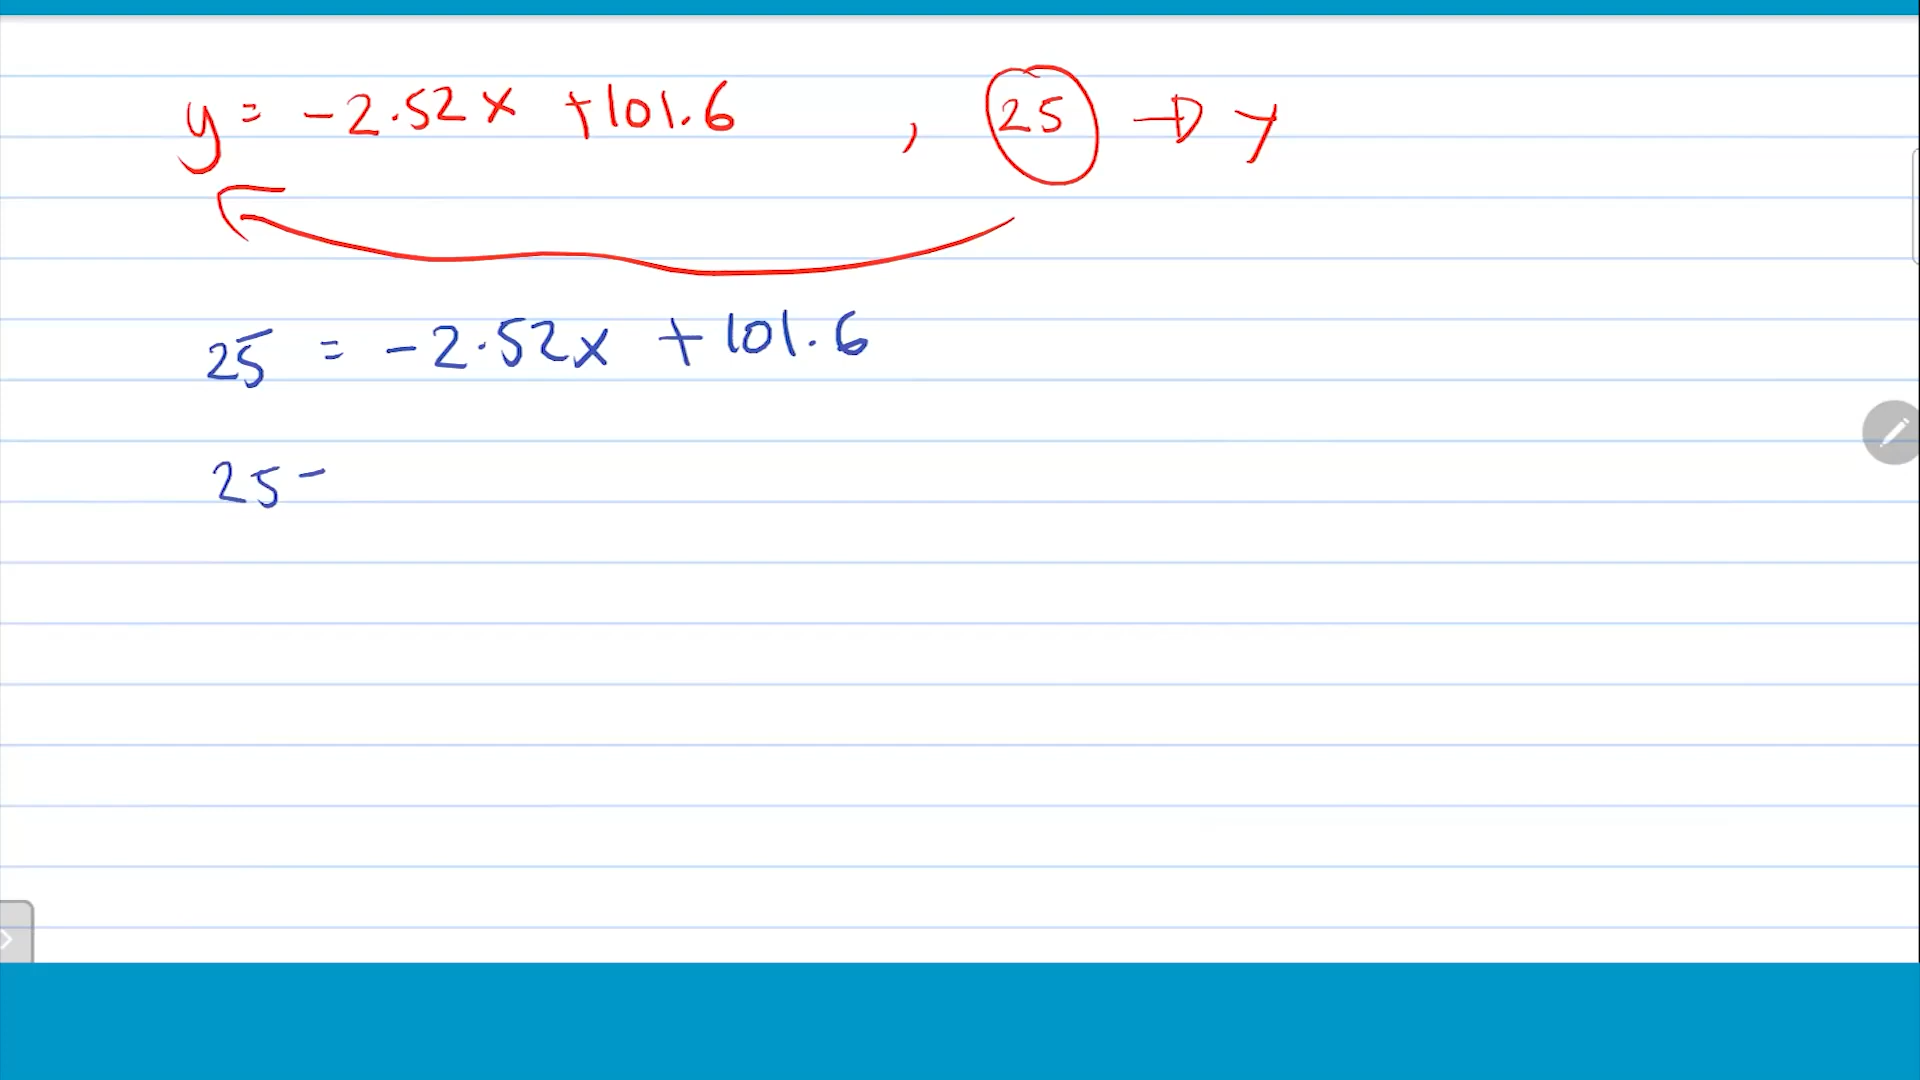 y = -2.52x +101.6 , 25 → y
25 = -2.52x +101.6
25 -